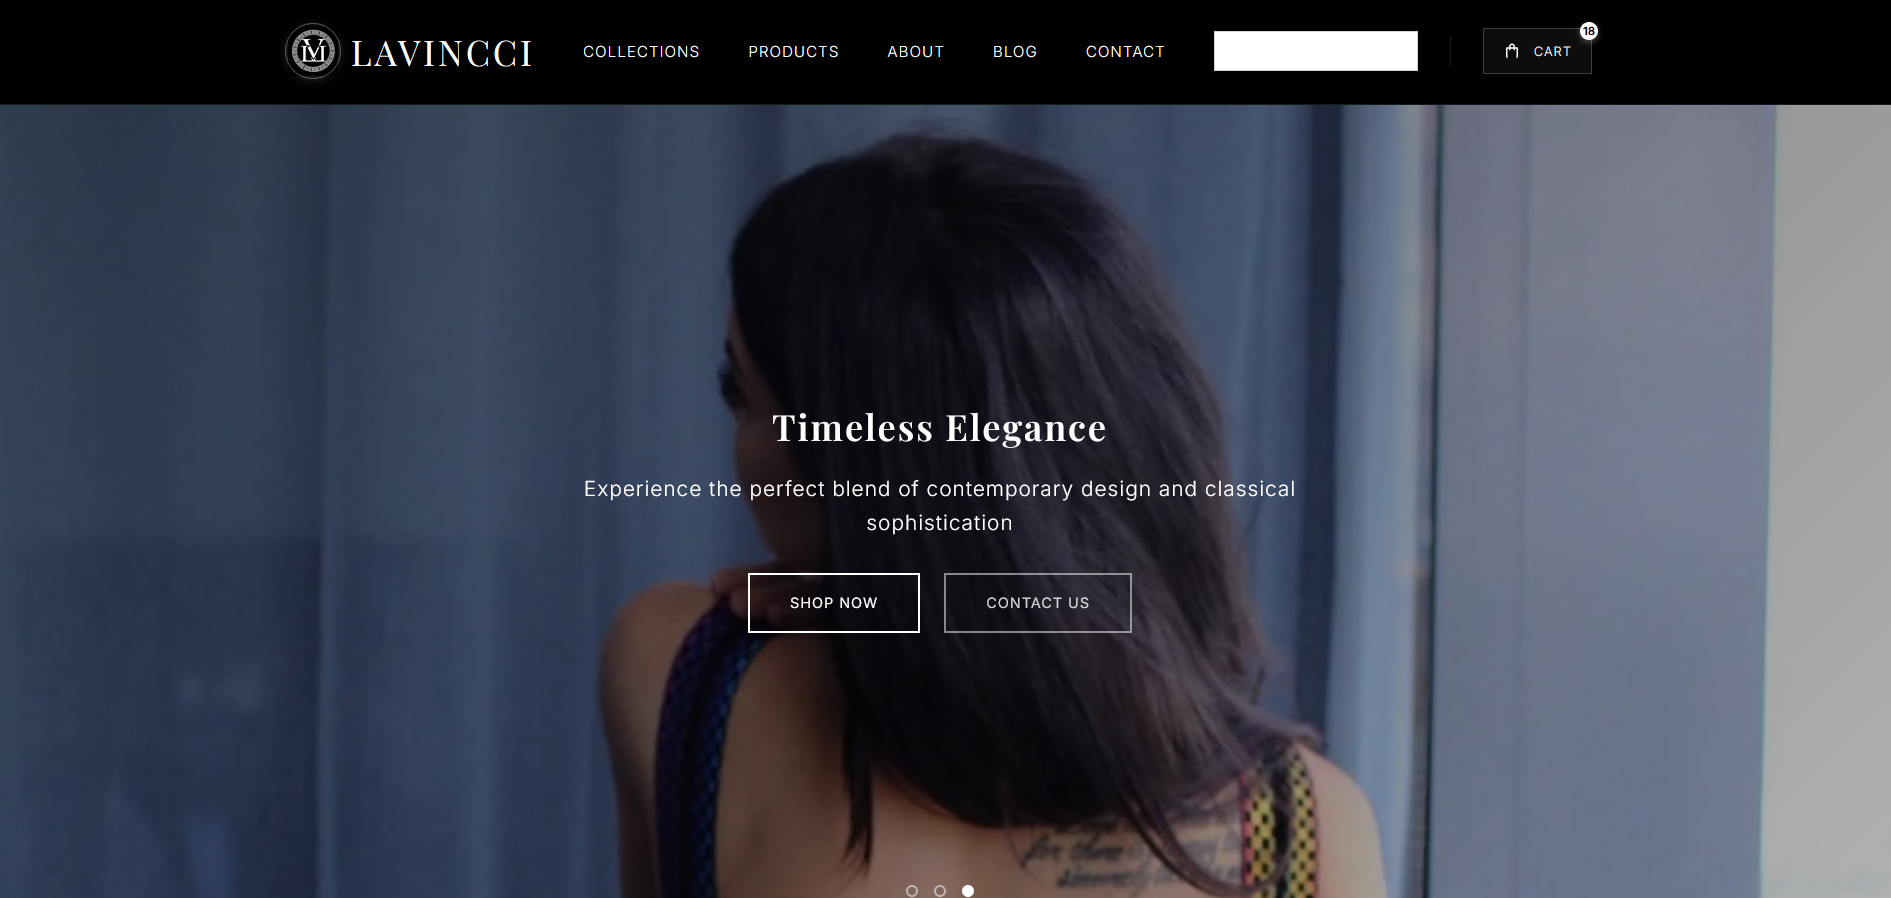 LAVINCCI
COLLECTIONS
PRODUCTS
ABOUT
BLOG
CONTACT
CART
18
Timeless Elegance
Experience the perfect blend of contemporary design and classical
sophistication
SHOP NOW
CONTACT US